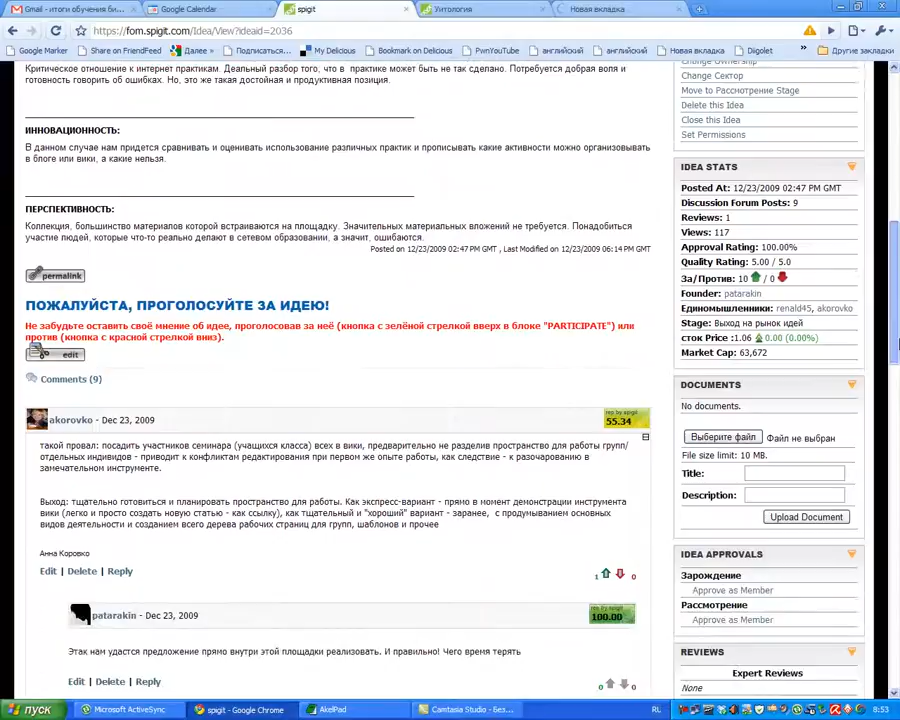 Gmail - итоги обучения би...
Google Calendar
spigit
Уитология
Новая вкладка
https://fom.spigit.com/Idea/View?ideaid=2036
Google Marker
Share on FriendFeed
Далее »
Подписаться...
My Delicious
Bookmark on Delicious
PwnYouTube
английский
английский
Новая вкладка
Digolet
»
Другие закладки
Критическое отношение к интернет практикам. Деальный разбор того, что в практике может быть не так сделано. Потребуется добрая воля и
готовность говорить об ошибках. Но, это же такая достойная и продуктивная позиция.
ИННОВАЦИОННОСТЬ:
В данном случае нам придется сравнивать и оценивать использование различных практик и прописывать какие активности можно организовывать
в блоге или вики, а какие нельзя.
ПЕРСПЕКТИВНОСТЬ:
Коллекция, большинство материалов которой встраиваются на площадку. Значительных материальных вложений не требуется. Понадобиться
участие людей, которые что-то реально делают в сетевом образовании, а значит, ошибаются.
Posted on 12/23/2009 02:47 PM GMT , Last Modified on 12/23/2009 06:14 PM GMT
permalink
ПОЖАЛУЙСТА, ПРОГОЛОСУЙТЕ ЗА ИДЕЮ!
Не забудьте оставить своё мнение об идее, проголосовав за неё (кнопка с зелёной стрелкой вверх в блоке "PARTICIPATE") или
против (кнопка с красной стрелкой вниз).
edit
Comments (9)
akorovko - Dec 23, 2009
rep by spigit
55.34
такой провал: посадить участников семинара (учащихся класса) всех в вики, предварительно не разделив пространство для работы групп/
отдельных индивидов - приводит к конфликтам редактирования при первом же опыте работы, как следствие - к разочарованию в
замечательном инструменте.
Выход: тщательно готовиться и планировать пространство для работы. Как экспресс-вариант - прямо в момент демонстрации инструмента
вики (легко и просто создать новую статью - как ссылку), как тщательный и "хороший" вариант - заранее, с продумыванием основных
видов деятельности и созданием всего дерева рабочих страниц для групп, шаблонов и прочее
Анна Коровко
Edit | Delete | Reply
1 0
patarakin - Dec 23, 2009
rep by spigit
100.00
Этак нам удастся предложение прямо внутри этой площадки реализовать. И правильно! Чего время терять
Edit | Delete | Reply
0 0
Change Ownership
Change Сектор
Move to Рассмотрение Stage
Delete this Idea
Close this Idea
Set Permissions
IDEA STATS
Posted At: 12/23/2009 02:47 PM GMT
Discussion Forum Posts: 9
Reviews: 1
Views: 117
Approval Rating: 100.00%
Quality Rating: 5.00 / 5.0
За/Против: 10 / 0
Founder: patarakin
Единомышленники: renald45, akorovko
Stage: Выход на рынок идей
сток Price :1.06 0.00 (0.00%)
Market Cap: 63,672
DOCUMENTS
No documents.
Выберите файл Файл не выбран
File size limit: 10 MB.
Title:
Description:
Upload Document
IDEA APPROVALS
Зарождение
Approve as Member
Рассмотрение
Approve as Member
REVIEWS
Expert Reviews
None
пуск
Microsoft ActiveSync
spigit - Google Chrome
AkelPad
Camtasia Studio - Без...
RL
8:53